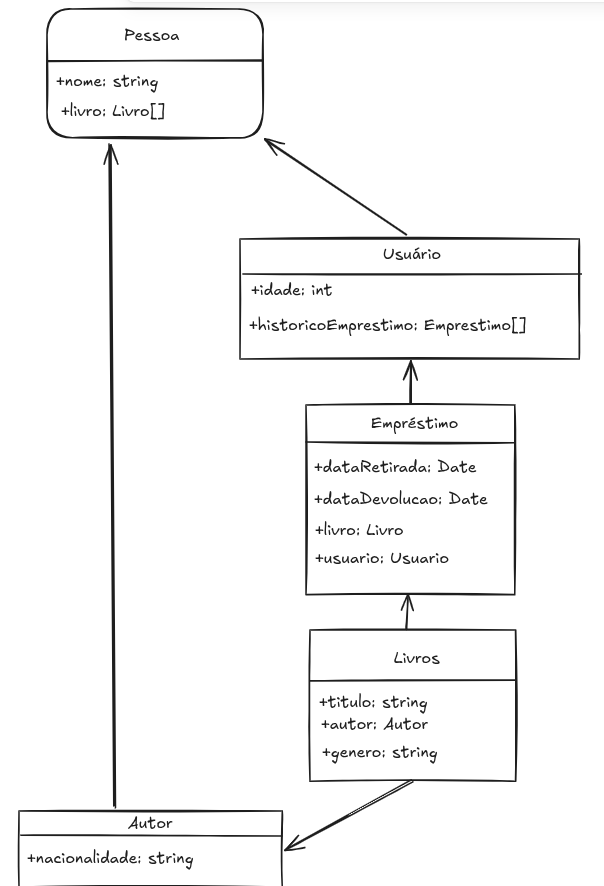 Pessoa
+nome: string
+livro: Livro[]
Usuário
+idade: int
+historicoEmprestimo: Emprestimo[]
Empréstimo
+dataRetirada: Date
+dataDevolucao: Date
+livro: Livro
+usuario: Usuario
Livros
+titulo: string
+autor: Autor
+genero: string
Autor
+nacionalidade: string